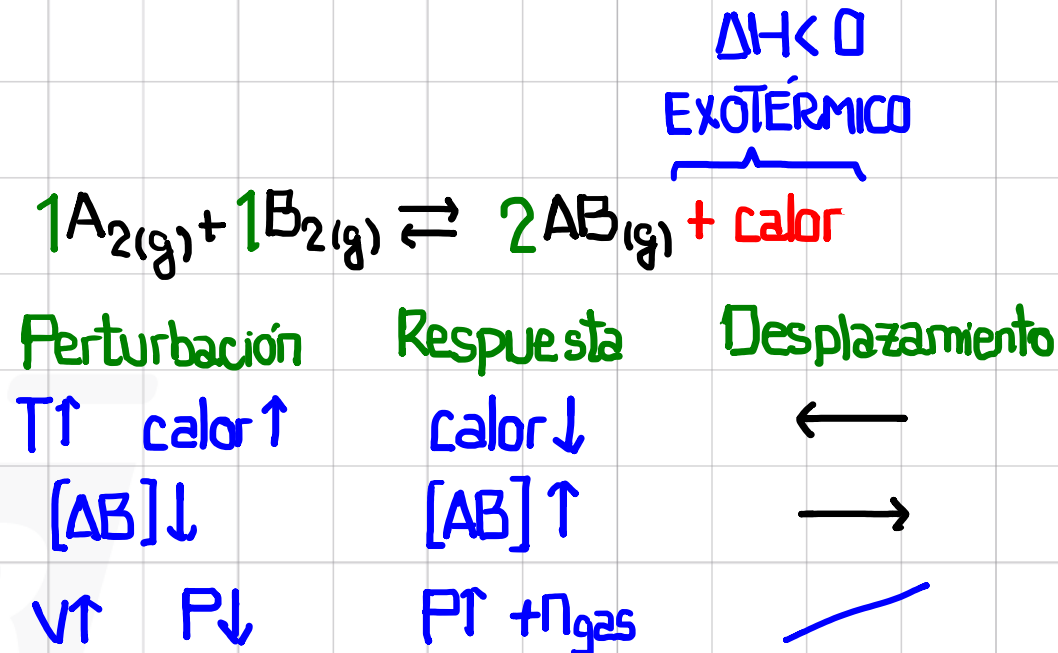 ΔH<0
EXOTÉRMICO
1A₂(g) + 1B₂(g) ⇄ 2AB(g) + calor
Perturbación Respuesta Desplazamiento
T↑ calor↑ calor↓ ←
[AB]↓ [AB]↑ →
V↑ P↓ P↑ +ngas